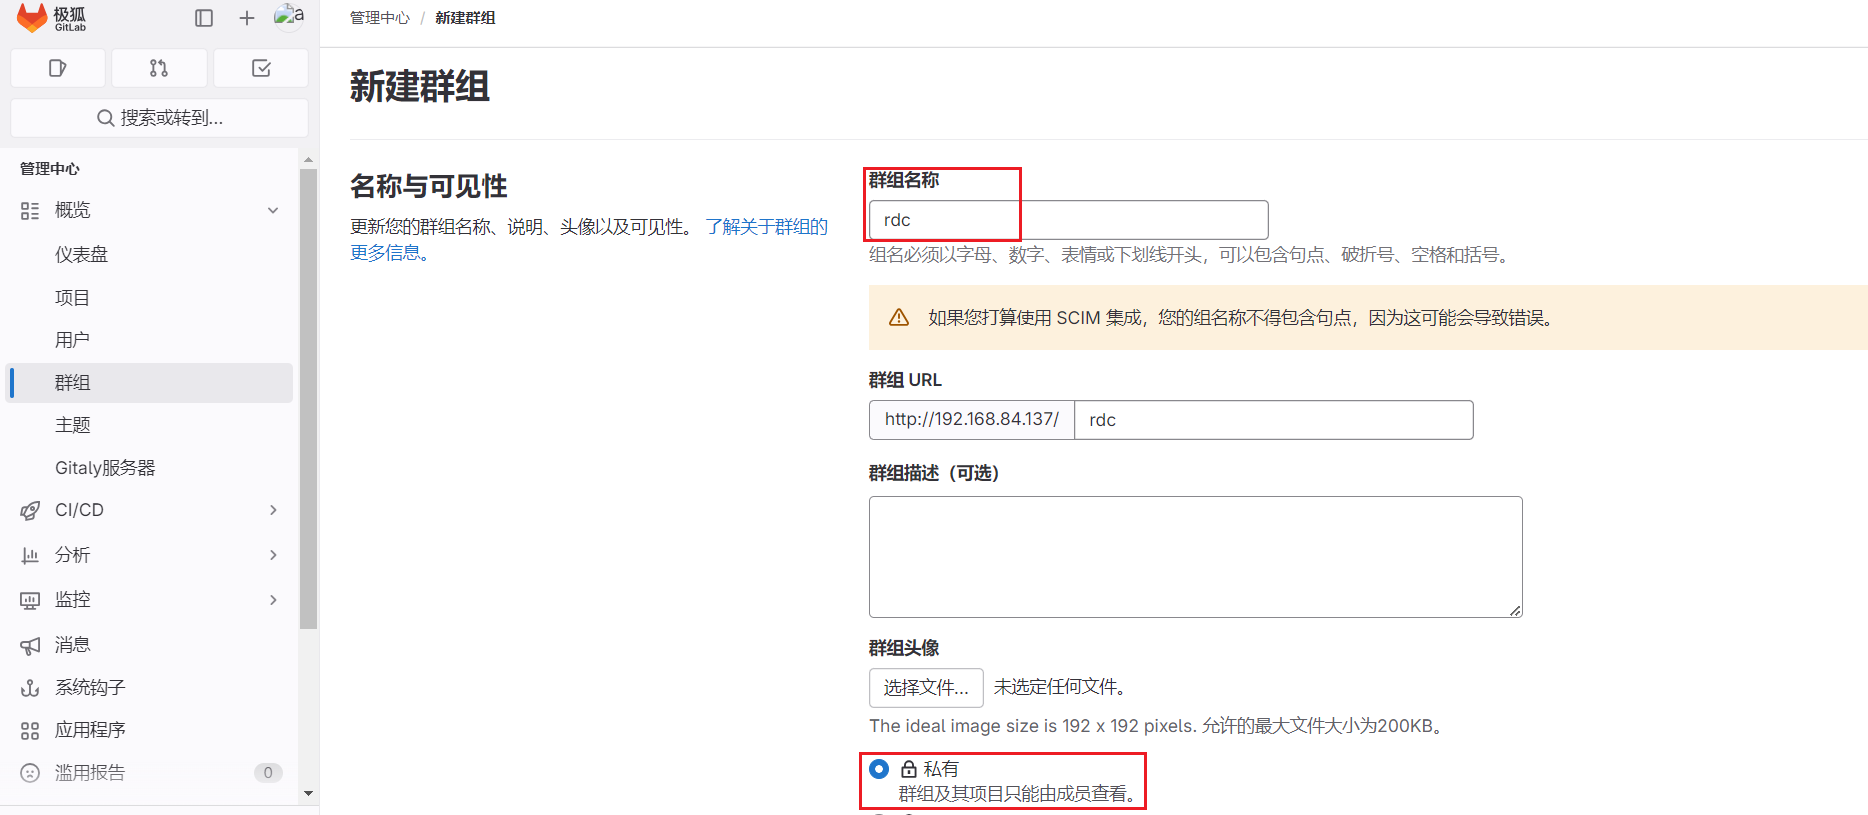 极狐
GitLab
a
搜索或转到...
管理中心
概览
仪表盘
项目
用户
群组
主题
Gitaly服务器
CI/CD
分析
监控
消息
系统钩子
应用程序
滥用报告 0
管理中心 / 新建群组
新建群组
名称与可见性
更新您的群组名称、说明、头像以及可见性。 了解关于群组的
更多信息。
群组名称
rdc
组名必须以字母、数字、表情或下划线开头，可以包含句点、破折号、空格和括号。
如果您打算使用 SCIM 集成，您的组名称不得包含句点，因为这可能会导致错误。
群组 URL
http://192.168.84.137/ rdc
群组描述（可选）
群组头像
选择文件... 未选定任何文件。
The ideal image size is 192 x 192 pixels. 允许的最大文件大小为200KB。
私有
群组及其项目只能由成员查看。